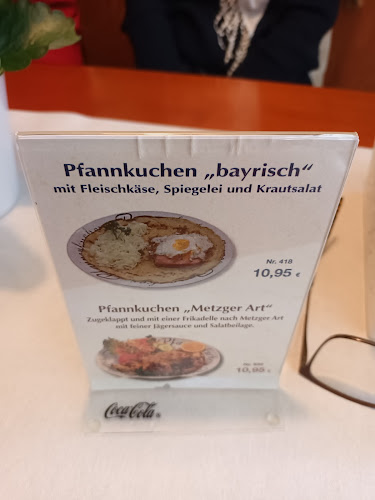 Pfannkuchen „bayrisch“
mit Fleischkäse, Spiegelei und Krautsalat
Nr. 418
10,95 €
Pfannkuchen „Metzger Art“
Zugeklappt und mit einer Frikadelle nach Metzger Art
mit feiner Jägersauce und Salatbeilage.
Nr.
10,95 €
Coca-Cola